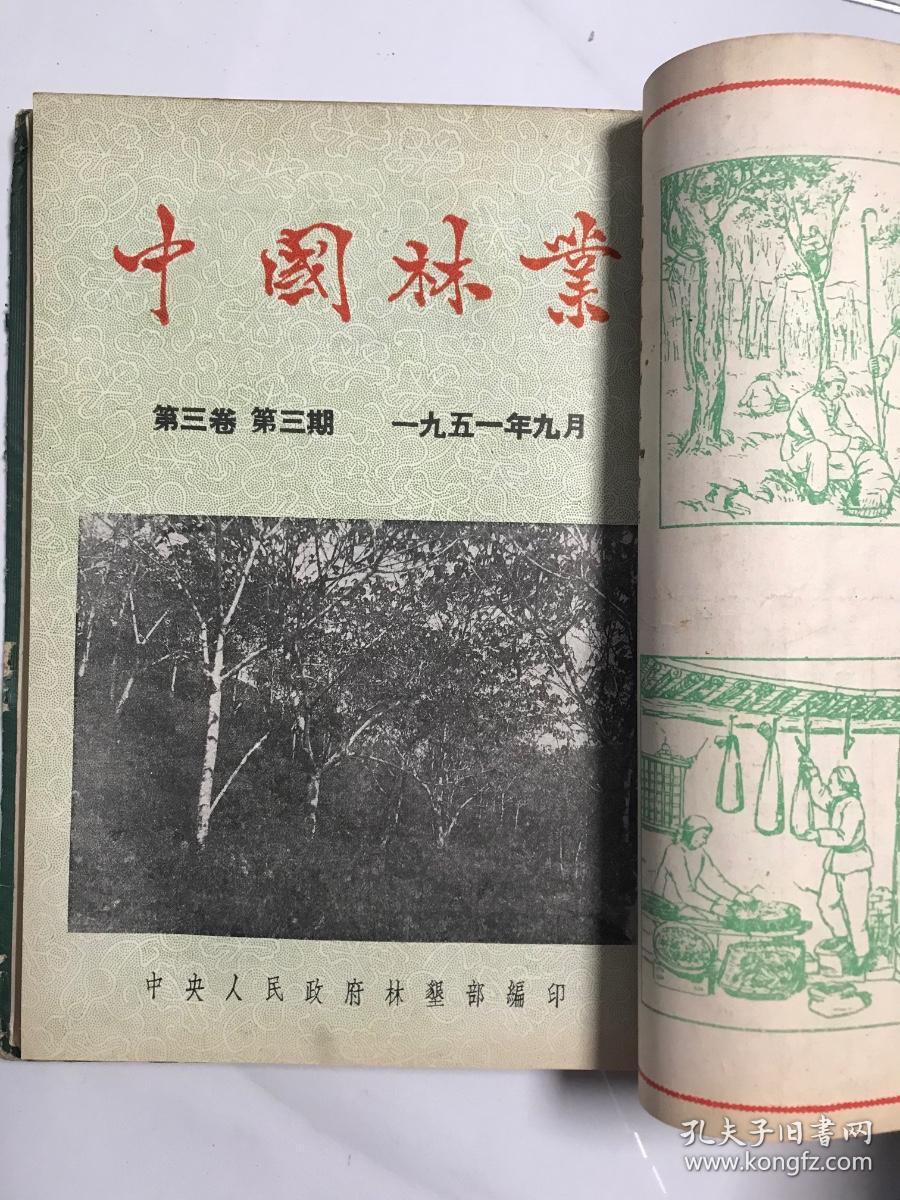 中國林業
第三卷 第三期 一九五一年九月
中央人民政府林墾部編印
孔夫子旧书网
www.kongfz.com